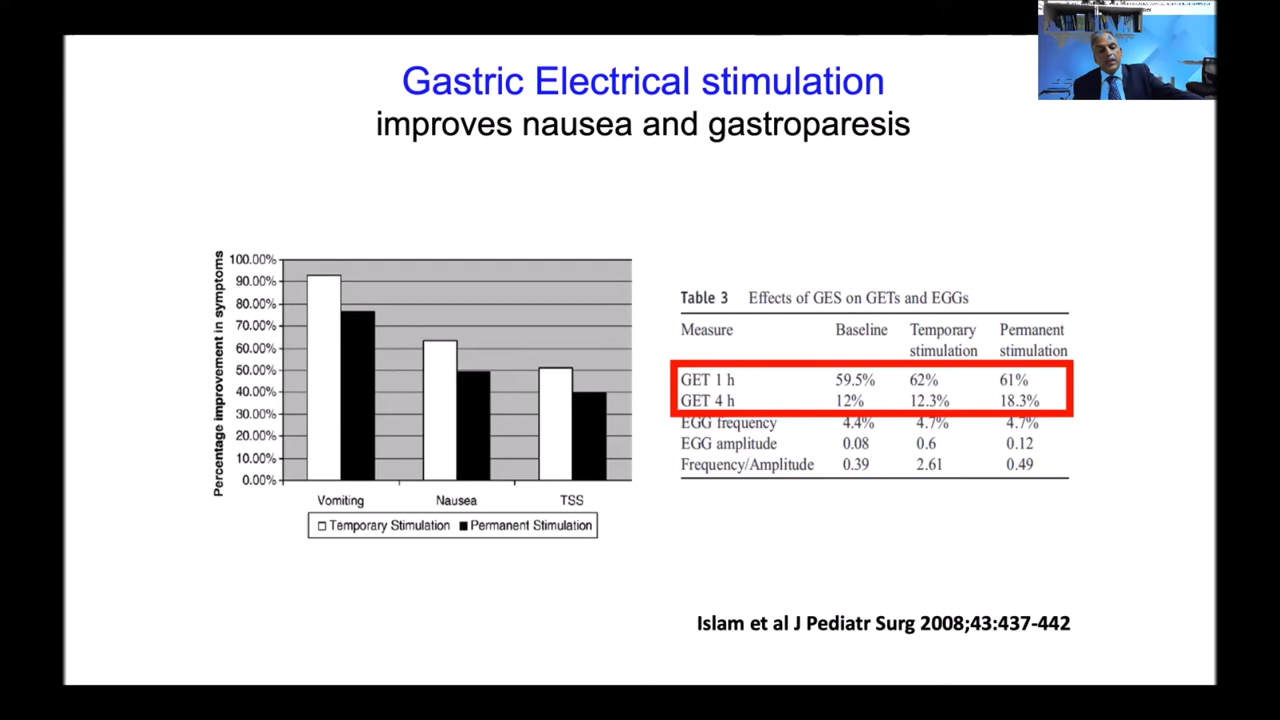 Gastric Electrical stimulation
improves nausea and gastroparesis
Percentage improvement in symptoms
100.00%
90.00%
80.00%
70.00%
60.00%
50.00%
40.00%
30.00%
20.00%
10.00%
0.00%
Vomiting Nausea TSS
Temporary Stimulation Permanent Stimulation
Table 3 Effects of GES on GETs and EGGs
Measure Baseline Temporary stimulation Permanent stimulation
GET 1 h 59.5% 62% 61%
GET 4 h 12% 12.3% 18.3%
EGG frequency 4.4% 4.7% 4.7%
EGG amplitude 0.08 0.6 0.12
Frequency/Amplitude 0.39 2.61 0.49
Islam et al J Pediatr Surg 2008;43:437-442